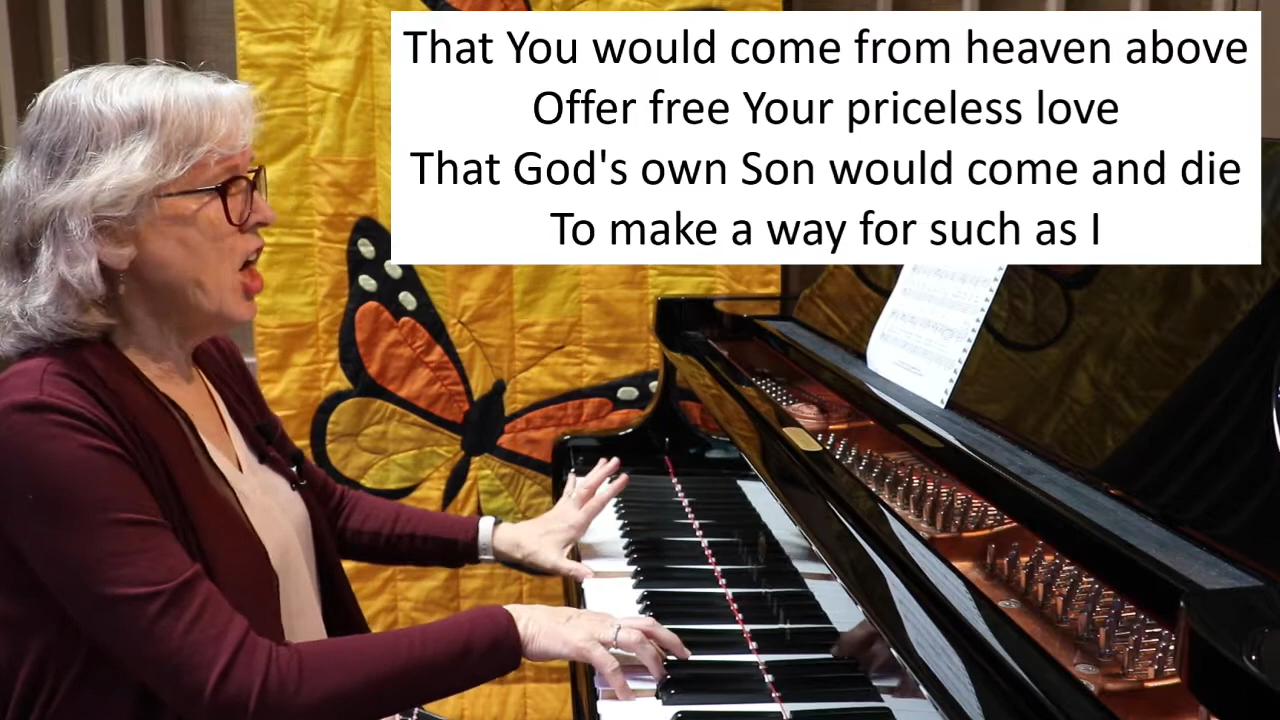 That You would come from heaven above
Offer free Your priceless love
That God's own Son would come and die
To make a way for such as I